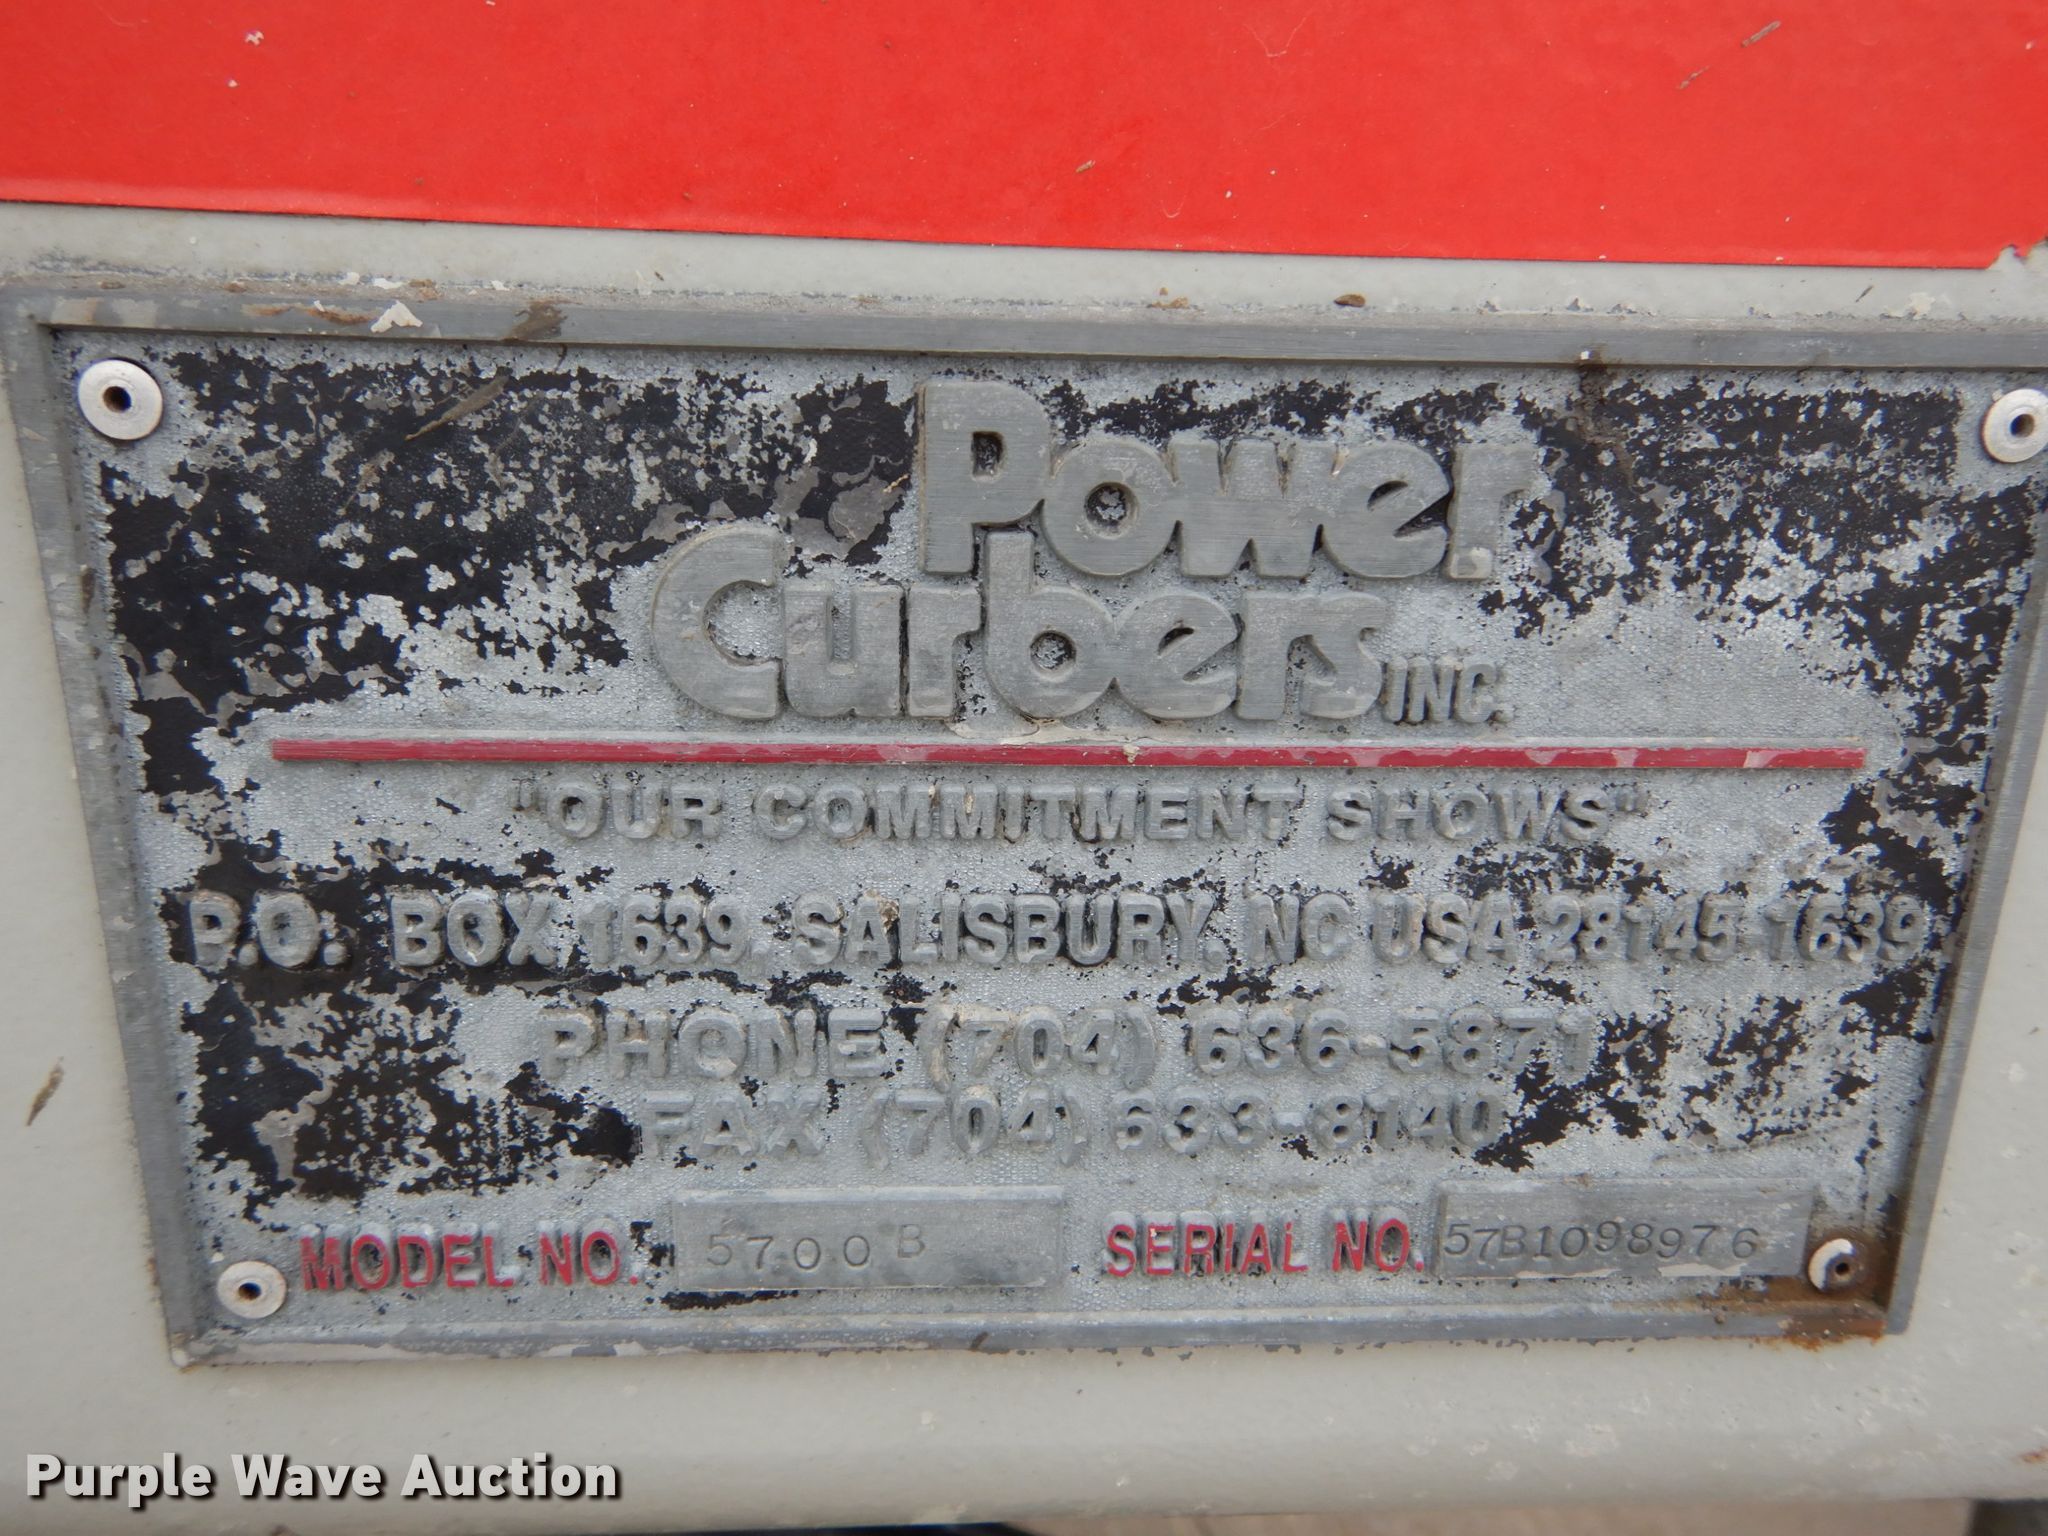 Power
Curbers INC.
"OUR COMMITMENT SHOWS"
P.O. BOX 1639, SALISBURY, NC USA 28145-1639
PHONE (704) 636-5871
FAX (704) 633-8140
MODEL NO. 5700B SERIAL NO. 57B1098976
Purple Wave Auction